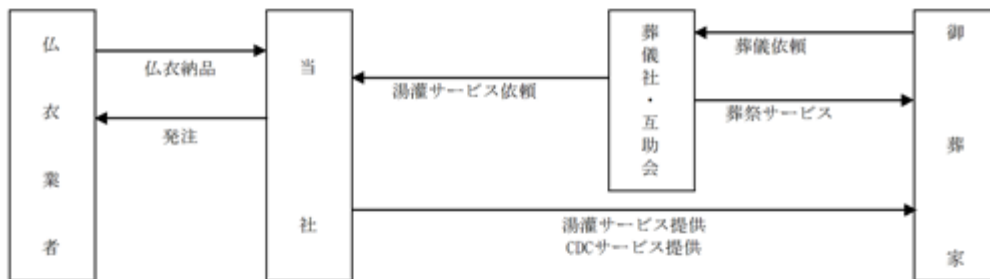 仏衣業者
仏衣納品
発注
当社
湯灌サービス依頼
葬儀社・互助会
葬儀依頼
葬祭サービス
湯灌サービス提供
CDCサービス提供
御葬家